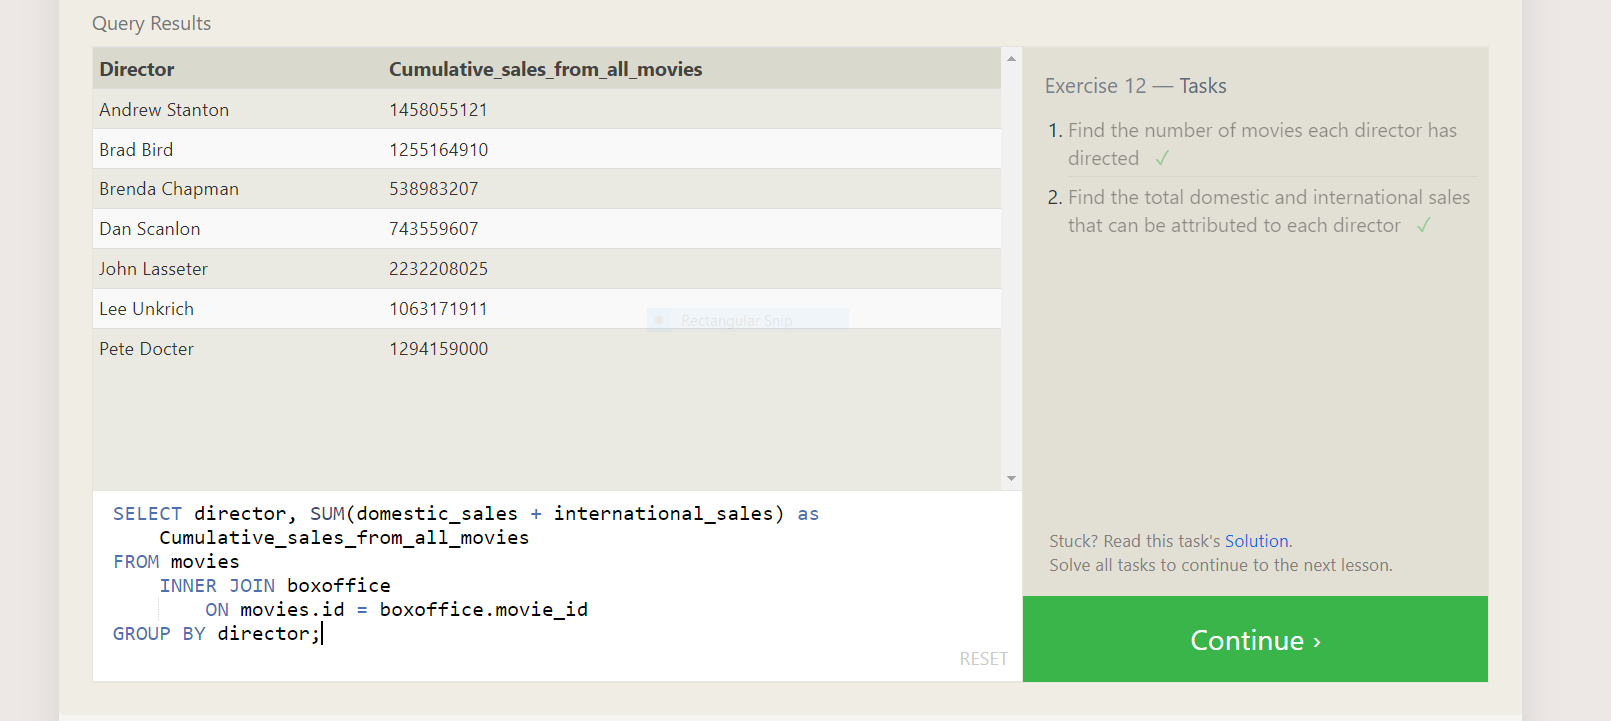 Query Results
Director Cumulative_sales_from_all_movies
Andrew Stanton 1458055121
Brad Bird 1255164910
Brenda Chapman 538983207
Dan Scanlon 743559607
John Lasseter 2232208025
Lee Unkrich 1063171911
Rectangular Snip
Pete Docter 1294159000
SELECT director, SUM(domestic_sales + international_sales) as
Cumulative_sales_from_all_movies
FROM movies
INNER JOIN boxoffice
ON movies.id = boxoffice.movie_id
GROUP BY director;
RESET
Exercise 12 — Tasks
1. Find the number of movies each director has
directed ✓
2. Find the total domestic and international sales
that can be attributed to each director ✓
Stuck? Read this task's Solution.
Solve all tasks to continue to the next lesson.
Continue ›